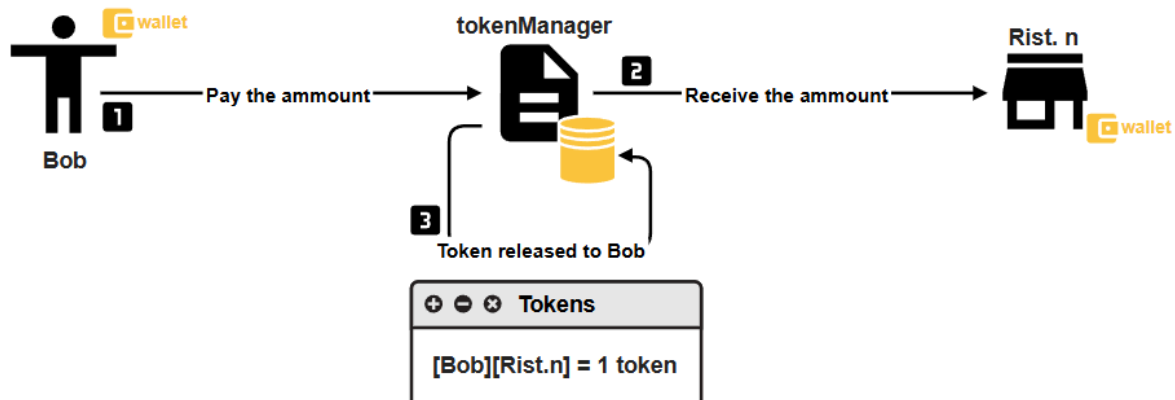 wallet
tokenManager
Rist. n
2
Pay the ammount
Receive the ammount
1
wallet
Bob
3
Token released to Bob
Tokens
[Bob][Rist.n] = 1 token